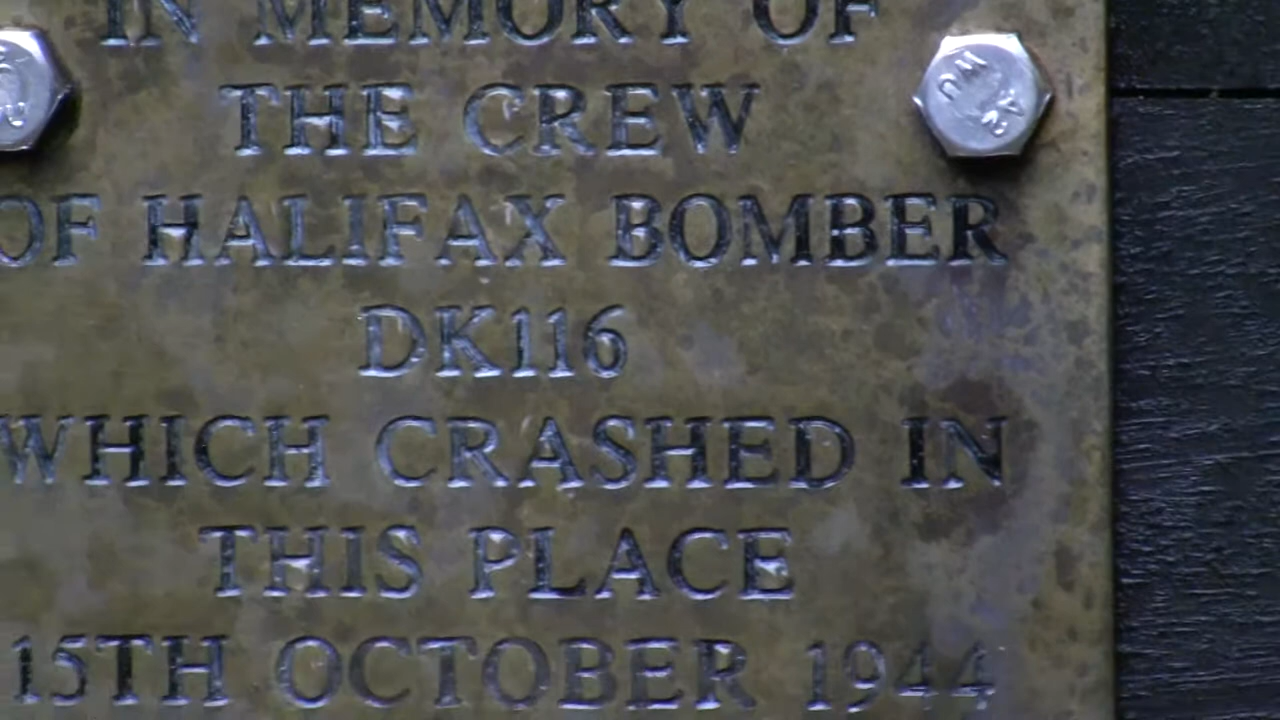 IN MEMORY OF
THE CREW
OF HALIFAX BOMBER
DK116
WHICH CRASHED IN
THIS PLACE
15TH OCTOBER 1944